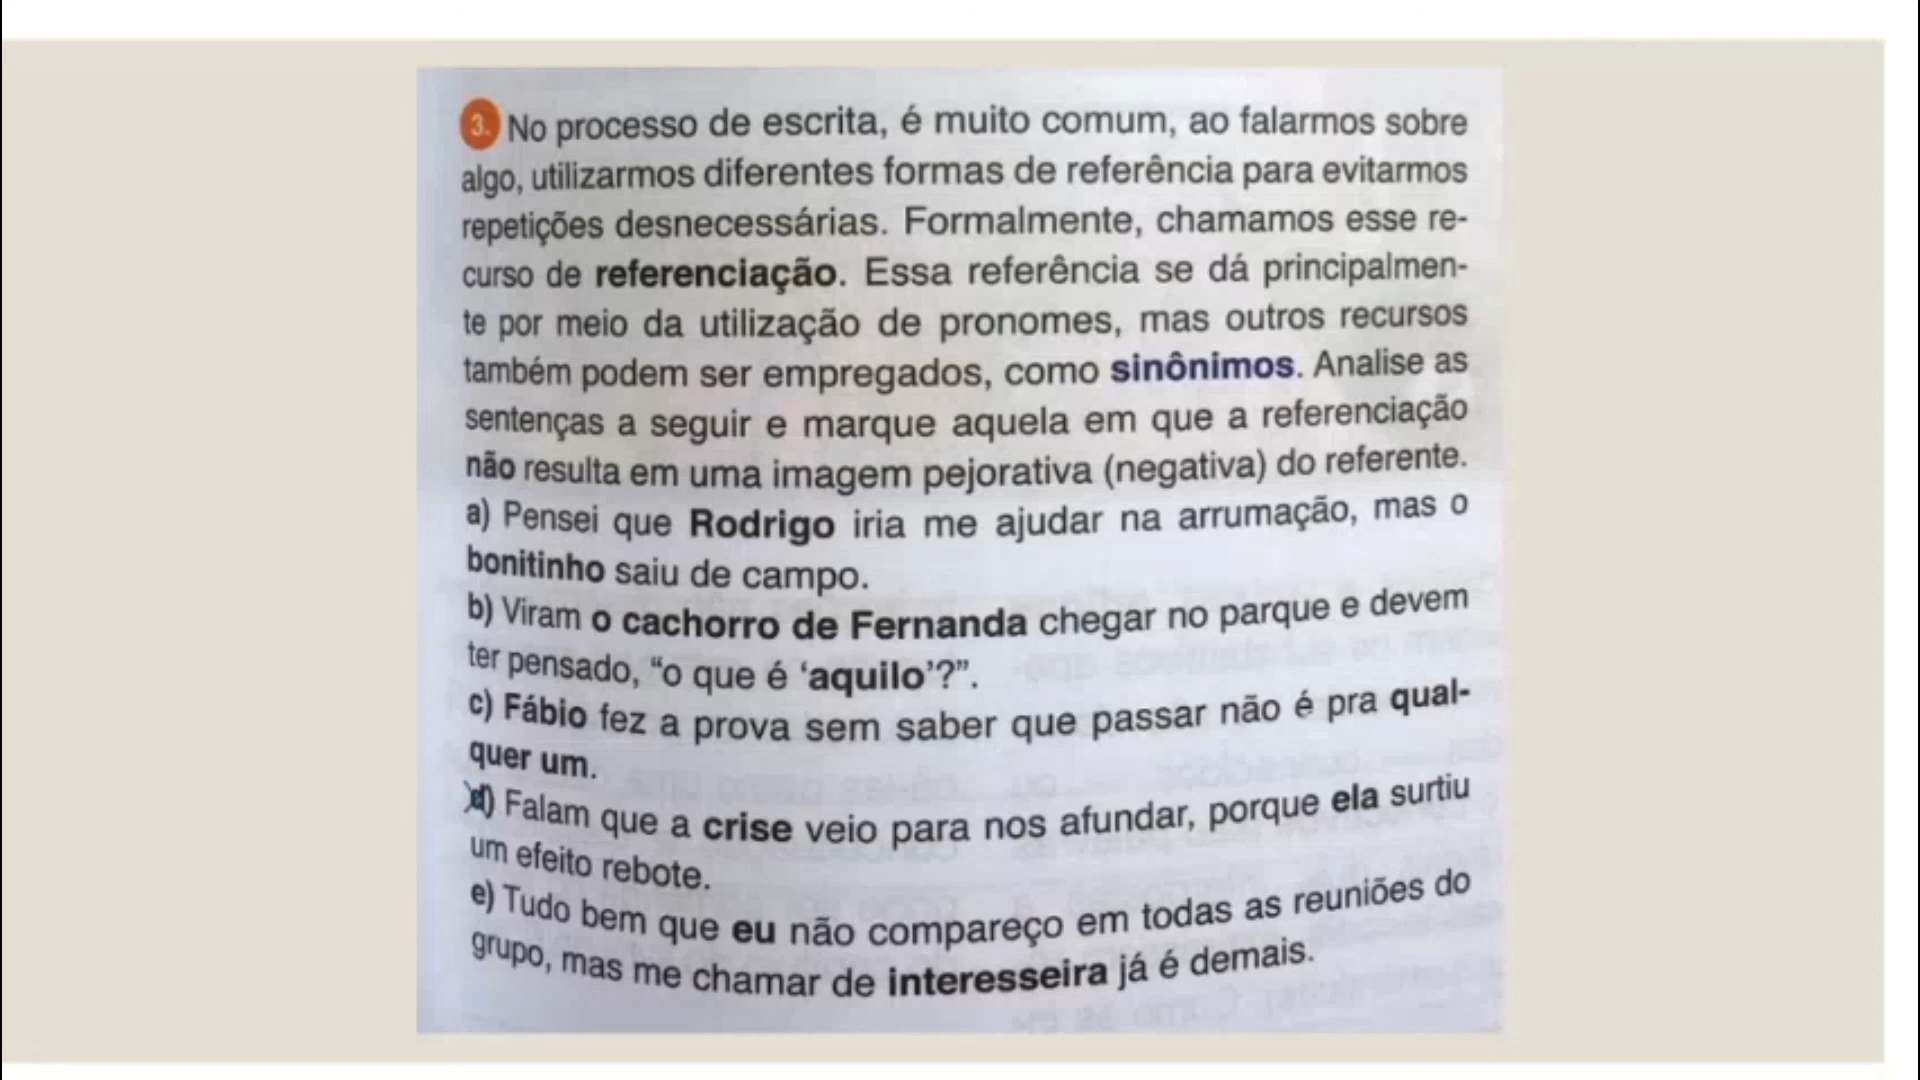 3. No processo de escrita, é muito comum, ao falarmos sobre
algo, utilizarmos diferentes formas de referência para evitarmos
repetições desnecessárias. Formalmente, chamamos esse re-
curso de referenciação. Essa referência se dá principalmen-
te por meio da utilização de pronomes, mas outros recursos
também podem ser empregados, como sinônimos. Analise as
sentenças a seguir e marque aquela em que a referenciação
não resulta em uma imagem pejorativa (negativa) do referente.
a) Pensei que Rodrigo iria me ajudar na arrumação, mas o
bonitinho saiu de campo.
b) Viram o cachorro de Fernanda chegar no parque e devem
ter pensado, “o que é ‘aquilo’?”.
c) Fábio fez a prova sem saber que passar não é pra qual-
quer um.
d) Falam que a crise veio para nos afundar, porque ela surtiu
um efeito rebote.
e) Tudo bem que eu não compareço em todas as reuniões do
grupo, mas me chamar de interesseira já é demais.